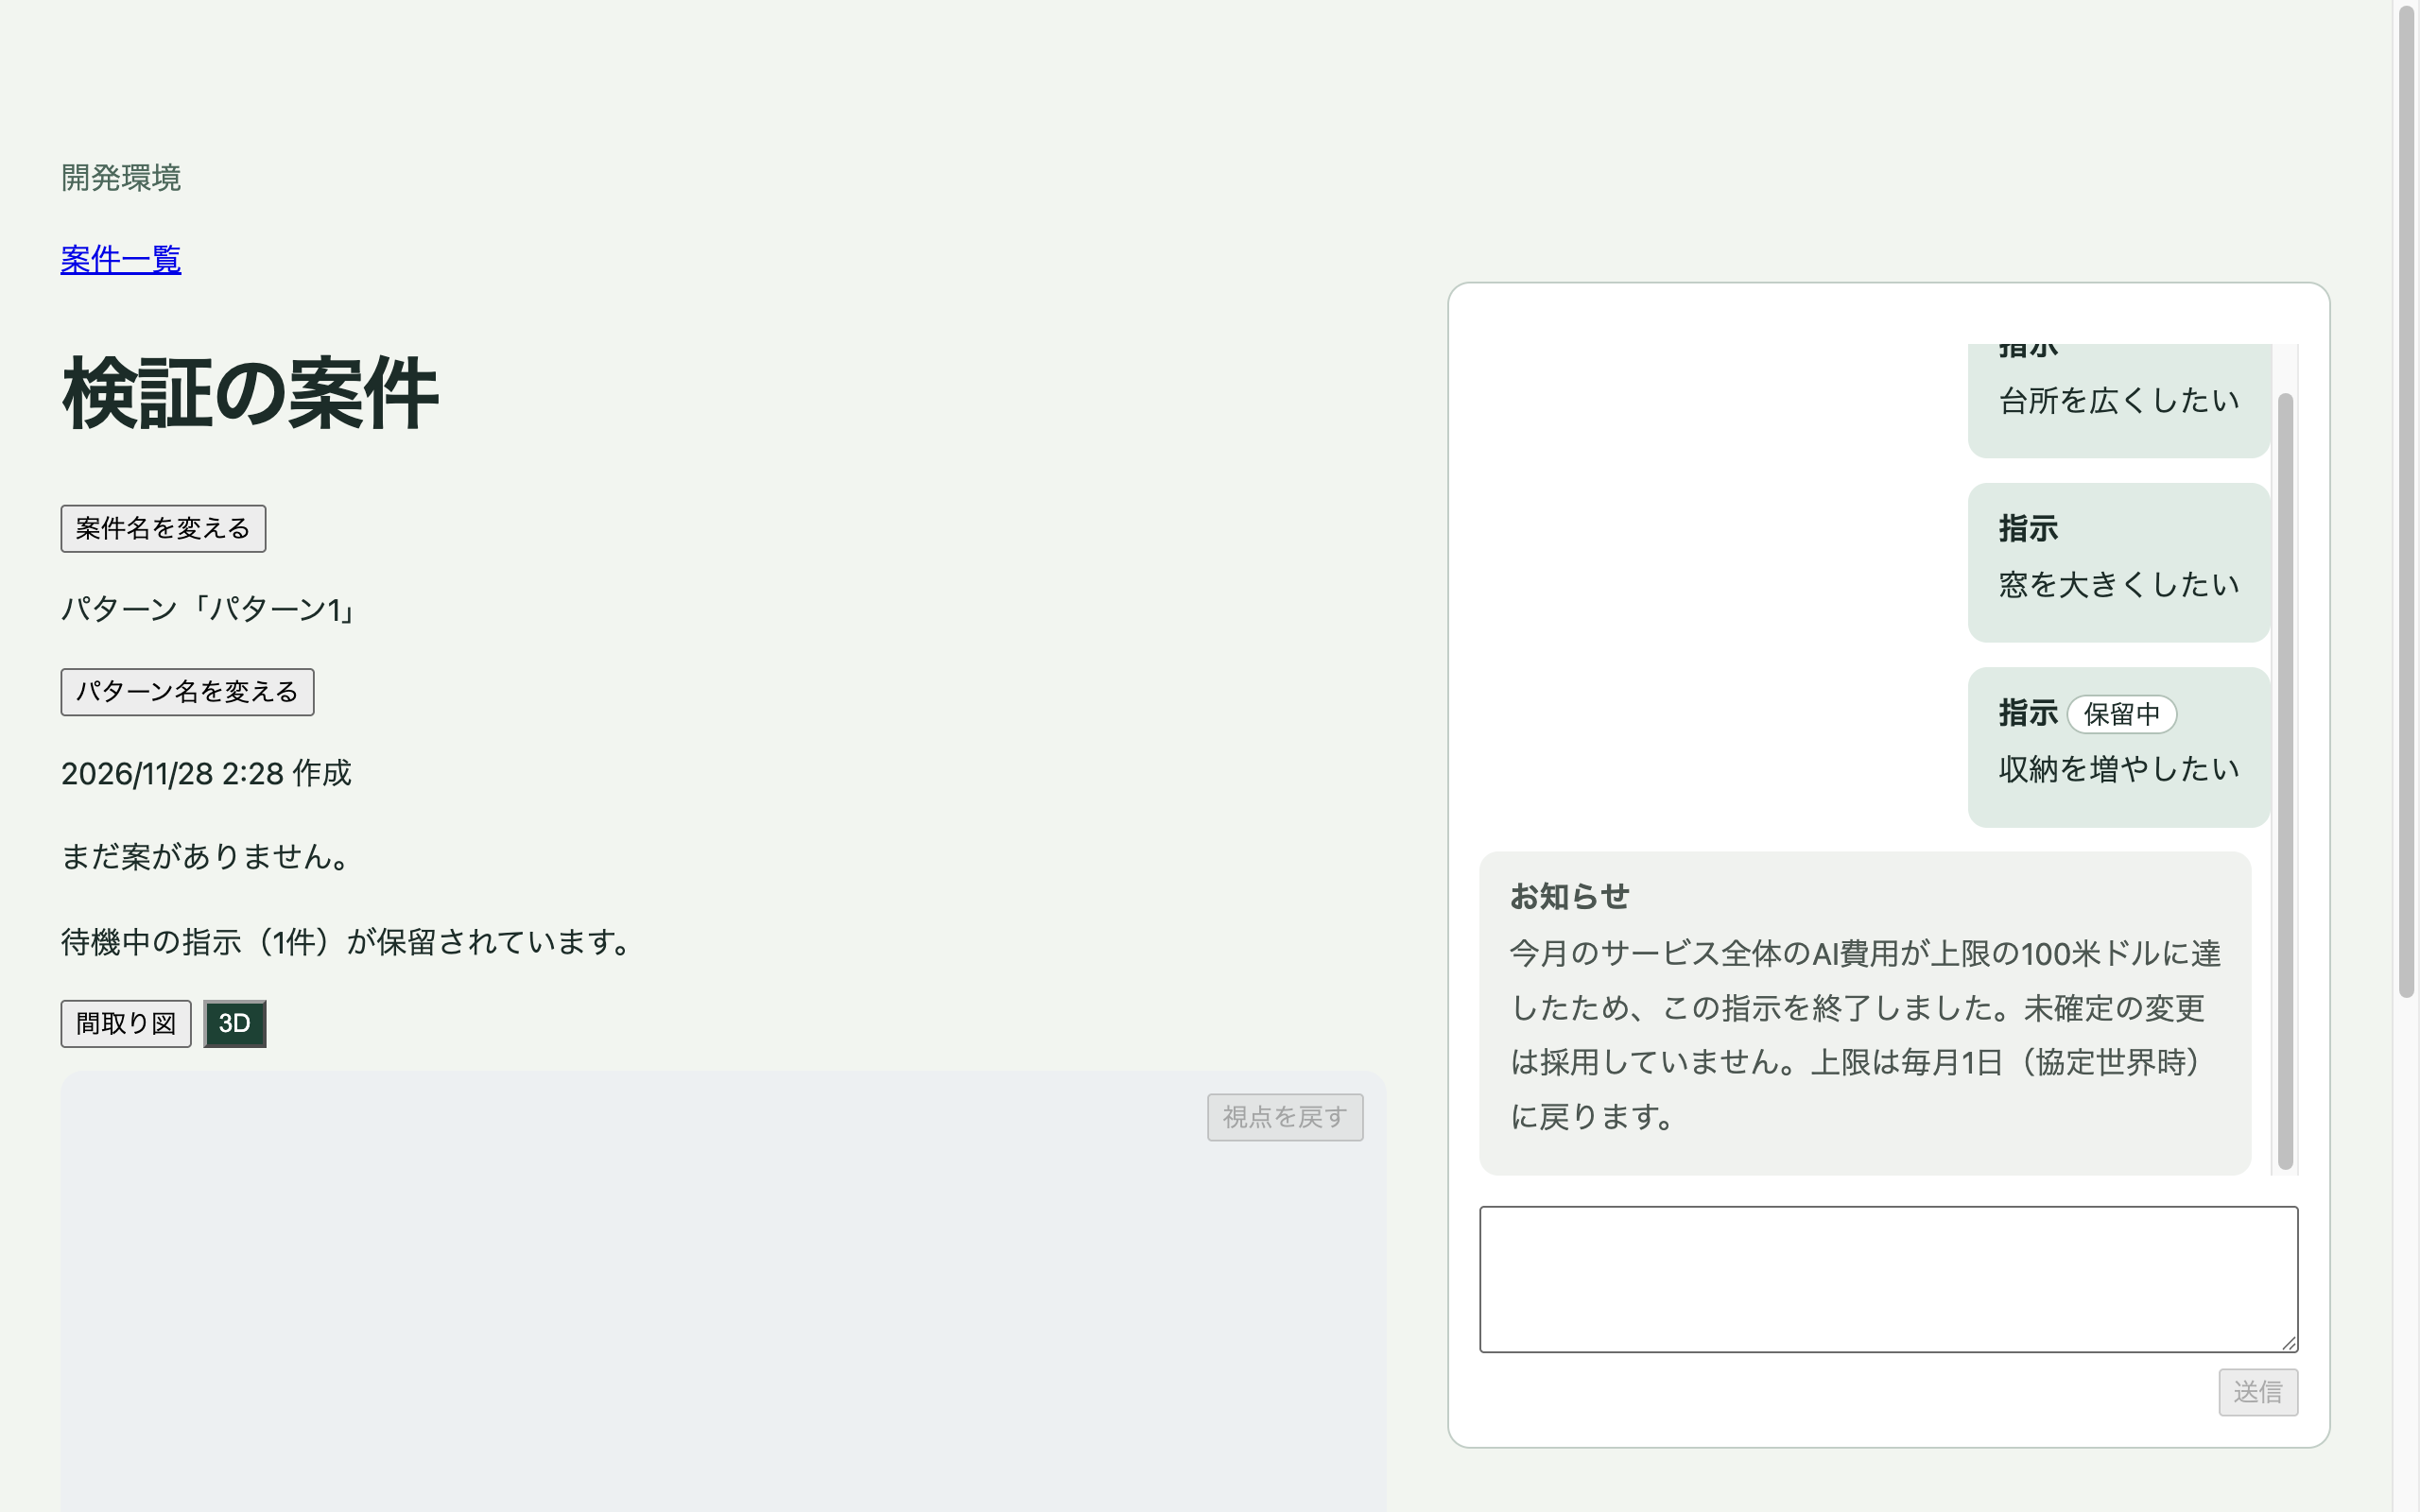 開発環境
案件一覧
検証の案件
案件名を変える
パターン「パターン1」
パターン名を変える
2026/11/28 2:28 作成
まだ案がありません。
待機中の指示（1件）が保留されています。
間取り図 3D
視点を戻す
指示
台所を広くしたい
指示
窓を大きくしたい
指示 保留中
収納を増やしたい
お知らせ
今月のサービス全体のAI費用が上限の100米ドルに達
したため、この指示を終了しました。未確定の変更
は採用していません。上限は毎月1日（協定世界時）
に戻ります。
送信